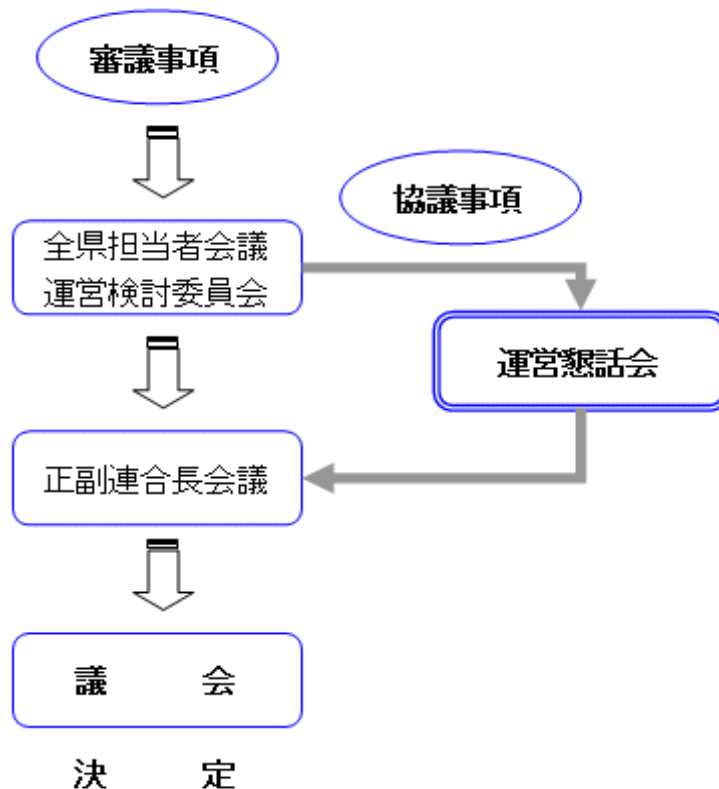 審議事項
協議事項
全県担当者会議
運営検討委員会
運営懇話会
正副連合長会議
議　会
決　定